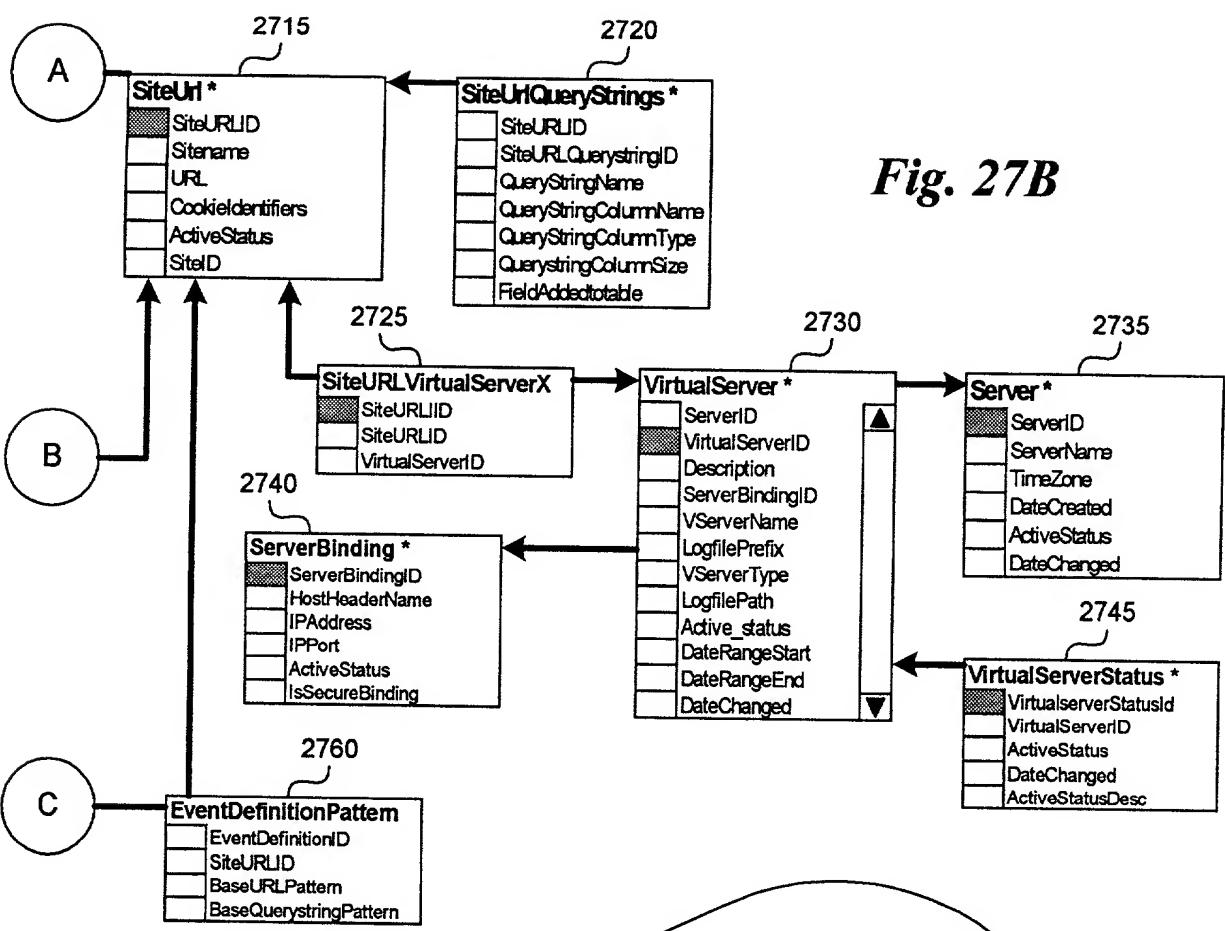 A
2715
SiteUrl *
SiteURLID
Sitename
URL
CookieIdentifiers
ActiveStatus
SiteID
2720
SiteUrlQueryStrings *
SiteURLID
SiteURLQuerystringID
QueryStringName
QueryStringColumnName
QueryStringColumnType
QuerystringColumnSize
FieldAddedtotable
Fig. 27B
B
2725
SiteURLVirtualServerX
SiteURLIID
SiteURLID
VirtualServerID
2730
VirtualServer *
ServerID
VirtualServerID
Description
ServerBindingID
VServerName
LogfilePrefix
VServerType
LogfilePath
Active_status
DateRangeStart
DateRangeEnd
DateChanged
2735
Server *
ServerID
ServerName
TimeZone
DateCreated
ActiveStatus
DateChanged
2740
ServerBinding *
ServerBindingID
HostHeaderName
IPAddress
IPPort
ActiveStatus
IsSecureBinding
2745
VirtualServerStatus *
VirtualserverStatusId
VirtualServerID
ActiveStatus
DateChanged
ActiveStatusDesc
C
2760
EventDefinitionPattern
EventDefinitionID
SiteURLID
BaseURLPattern
BaseQuerystringPattern